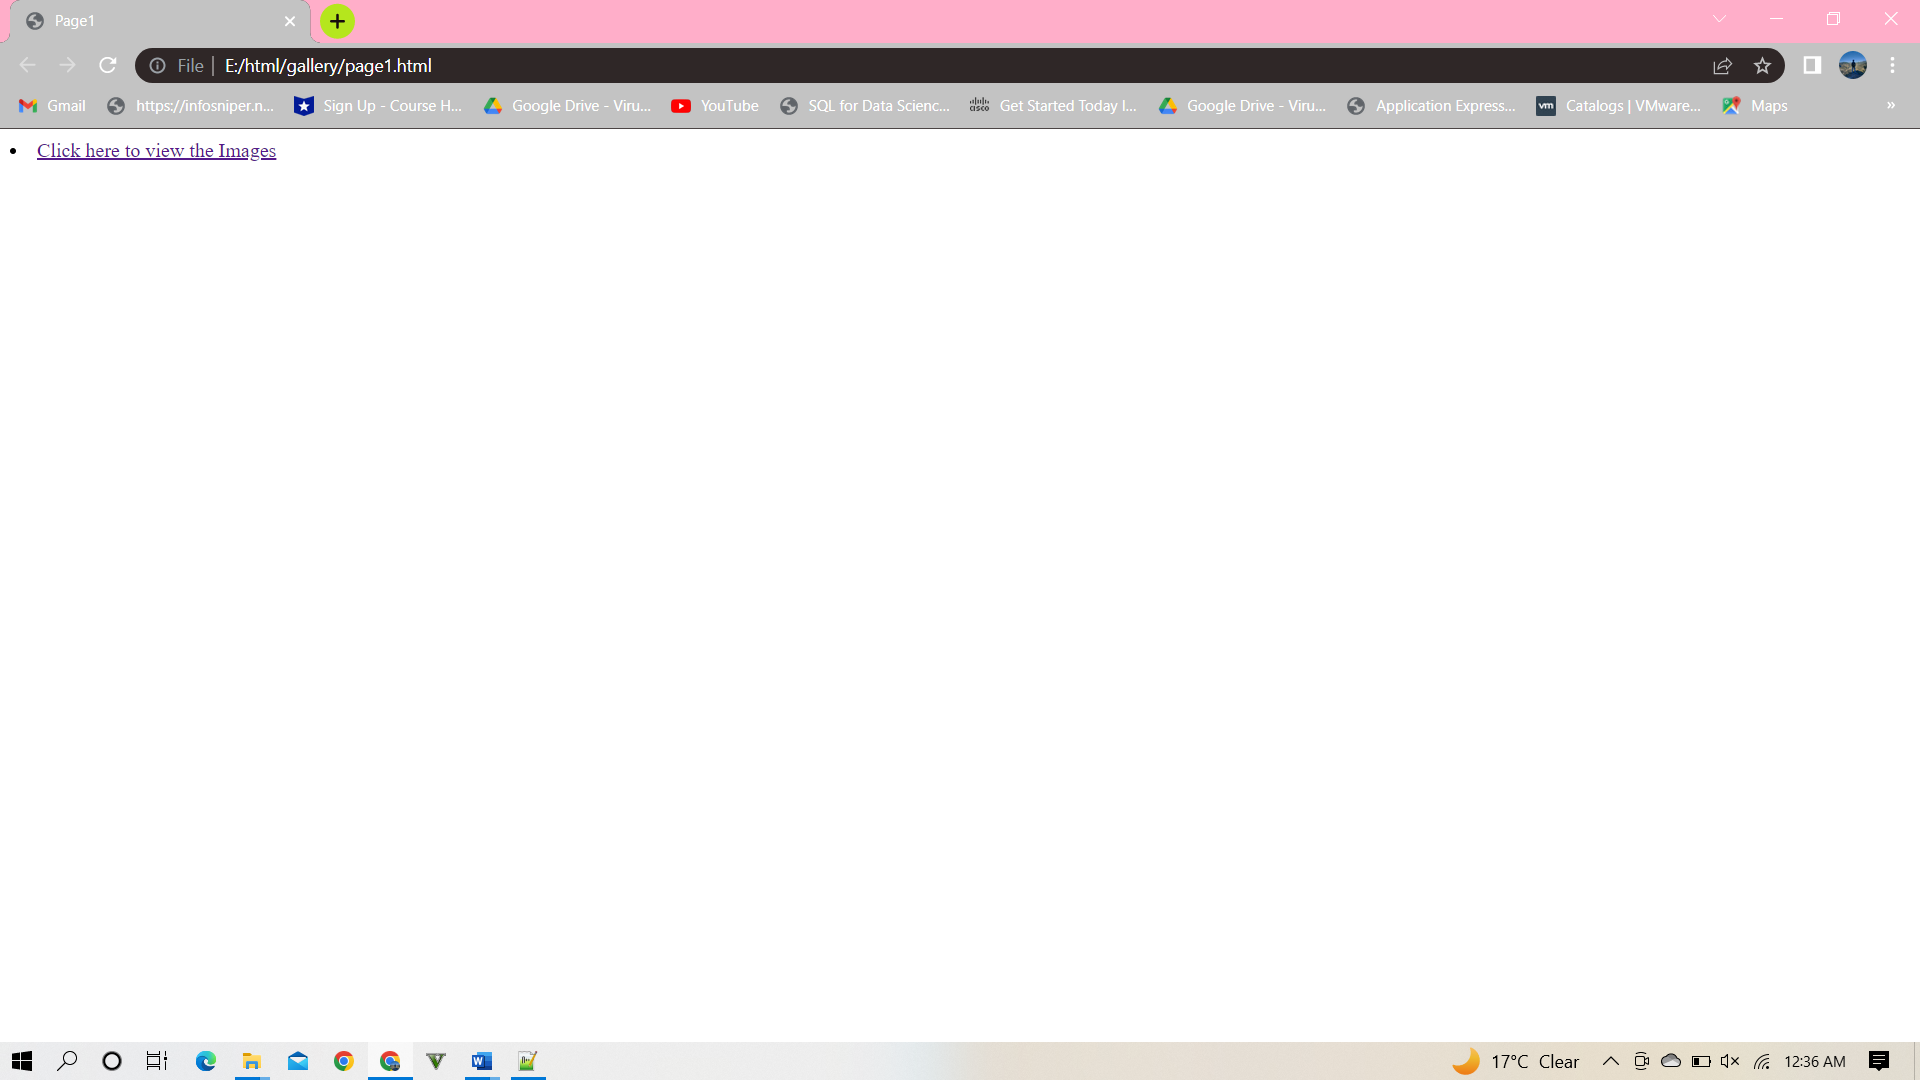 Page1
File | E:/html/gallery/page1.html
Gmail https://infosniper.n... Sign Up - Course H... Google Drive - Viru... YouTube SQL for Data Scienc... Get Started Today I... Google Drive - Viru... Application Express... vm Catalogs | VMware... Maps »
• Click here to view the Images
17°C Clear 12:36 AM